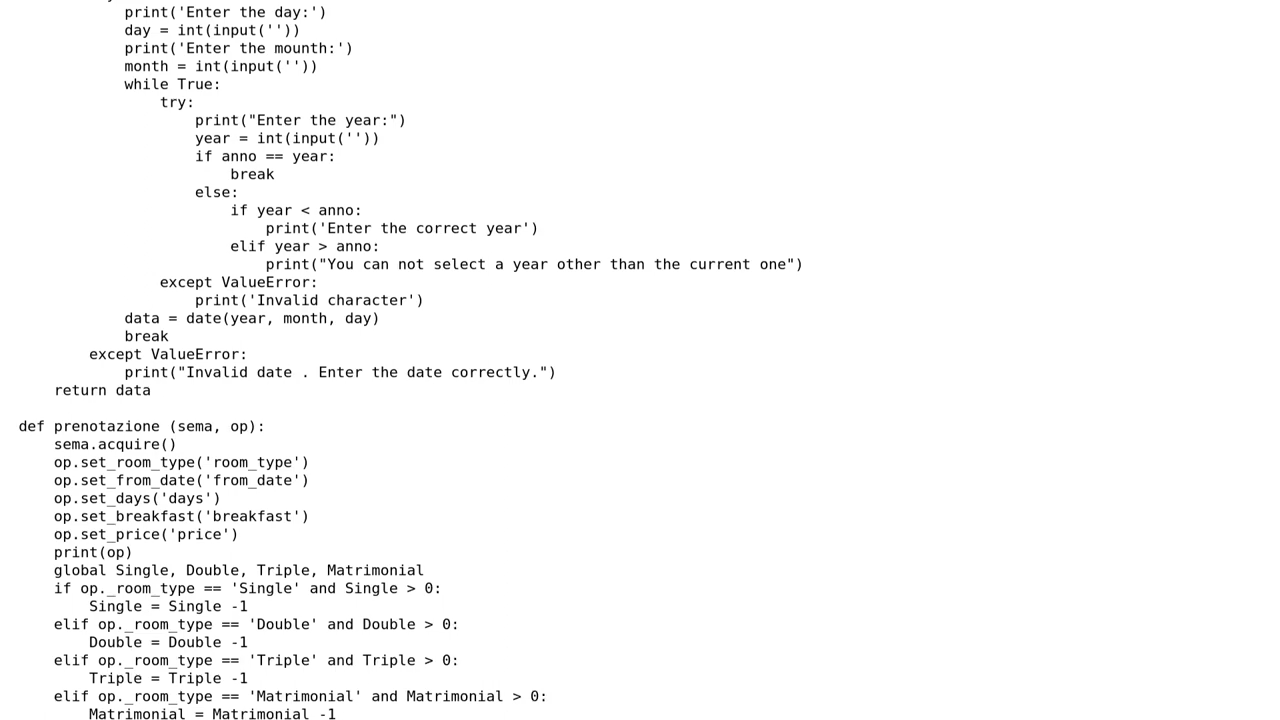 print('Enter the day:')
            day = int(input(''))
            print('Enter the mounth:')
            month = int(input(''))
            while True:
                try:
                    print("Enter the year:")
                    year = int(input(''))
                    if anno == year:
                        break
                    else:
                        if year < anno:
                            print('Enter the correct year')
                        elif year > anno:
                            print("You can not select a year other than the current one")
                except ValueError:
                    print('Invalid character')
            data = date(year, month, day)
            break
        except ValueError:
            print("Invalid date . Enter the date correctly.")
    return data

def prenotazione (sema, op):
    sema.acquire()
    op.set_room_type('room_type')
    op.set_from_date('from_date')
    op.set_days('days')
    op.set_breakfast('breakfast')
    op.set_price('price')
    print(op)
    global Single, Double, Triple, Matrimonial
    if op._room_type == 'Single' and Single > 0:
        Single = Single -1
    elif op._room_type == 'Double' and Double > 0:
        Double = Double -1
    elif op._room_type == 'Triple' and Triple > 0:
        Triple = Triple -1
    elif op._room_type == 'Matrimonial' and Matrimonial > 0:
        Matrimonial = Matrimonial -1